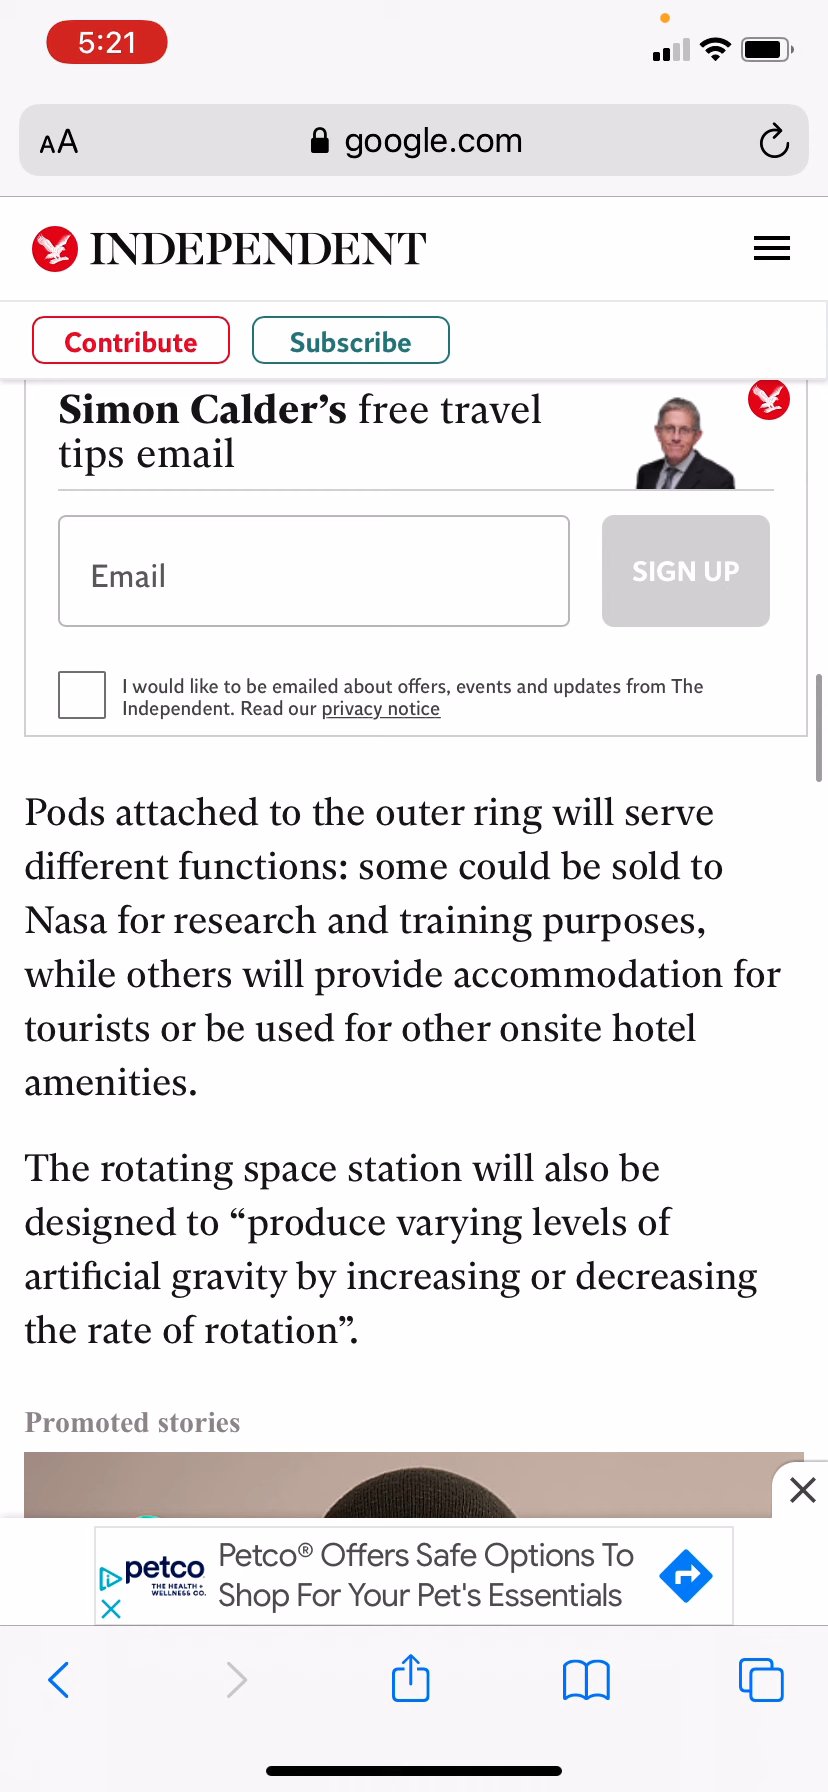 5:21
AA google.com
INDEPENDENT
Contribute Subscribe
Simon Calder’s free travel
tips email
Email
SIGN UP
I would like to be emailed about offers, events and updates from The
Independent. Read our privacy notice
Pods attached to the outer ring will serve
different functions: some could be sold to
Nasa for research and training purposes,
while others will provide accommodation for
tourists or be used for other onsite hotel
amenities.
The rotating space station will also be
designed to “produce varying levels of
artificial gravity by increasing or decreasing
the rate of rotation”.
Promoted stories
petco
THE HEALTH +
WELLNESS CO.
Petco® Offers Safe Options To
Shop For Your Pet's Essentials